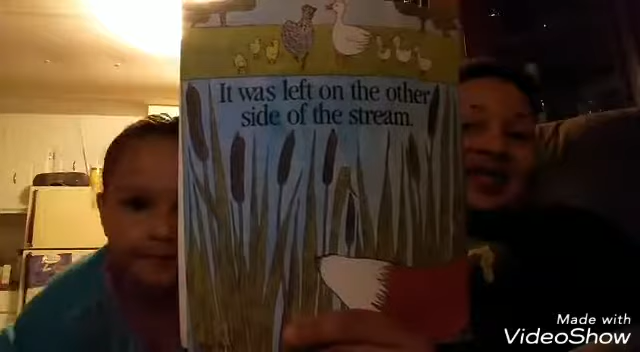 It was left on the other
side of the stream.
Made with
VideoShow